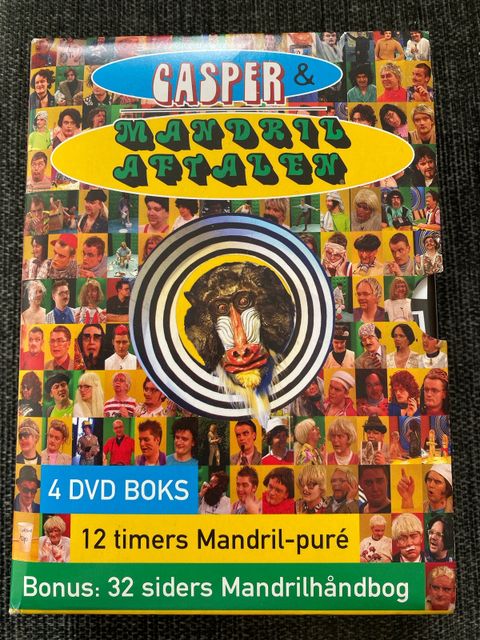 CASPER &
MANDRIL
AFTALEN
4 DVD BOKS
12 timers Mandril-puré
Bonus: 32 siders Mandrilhåndbog